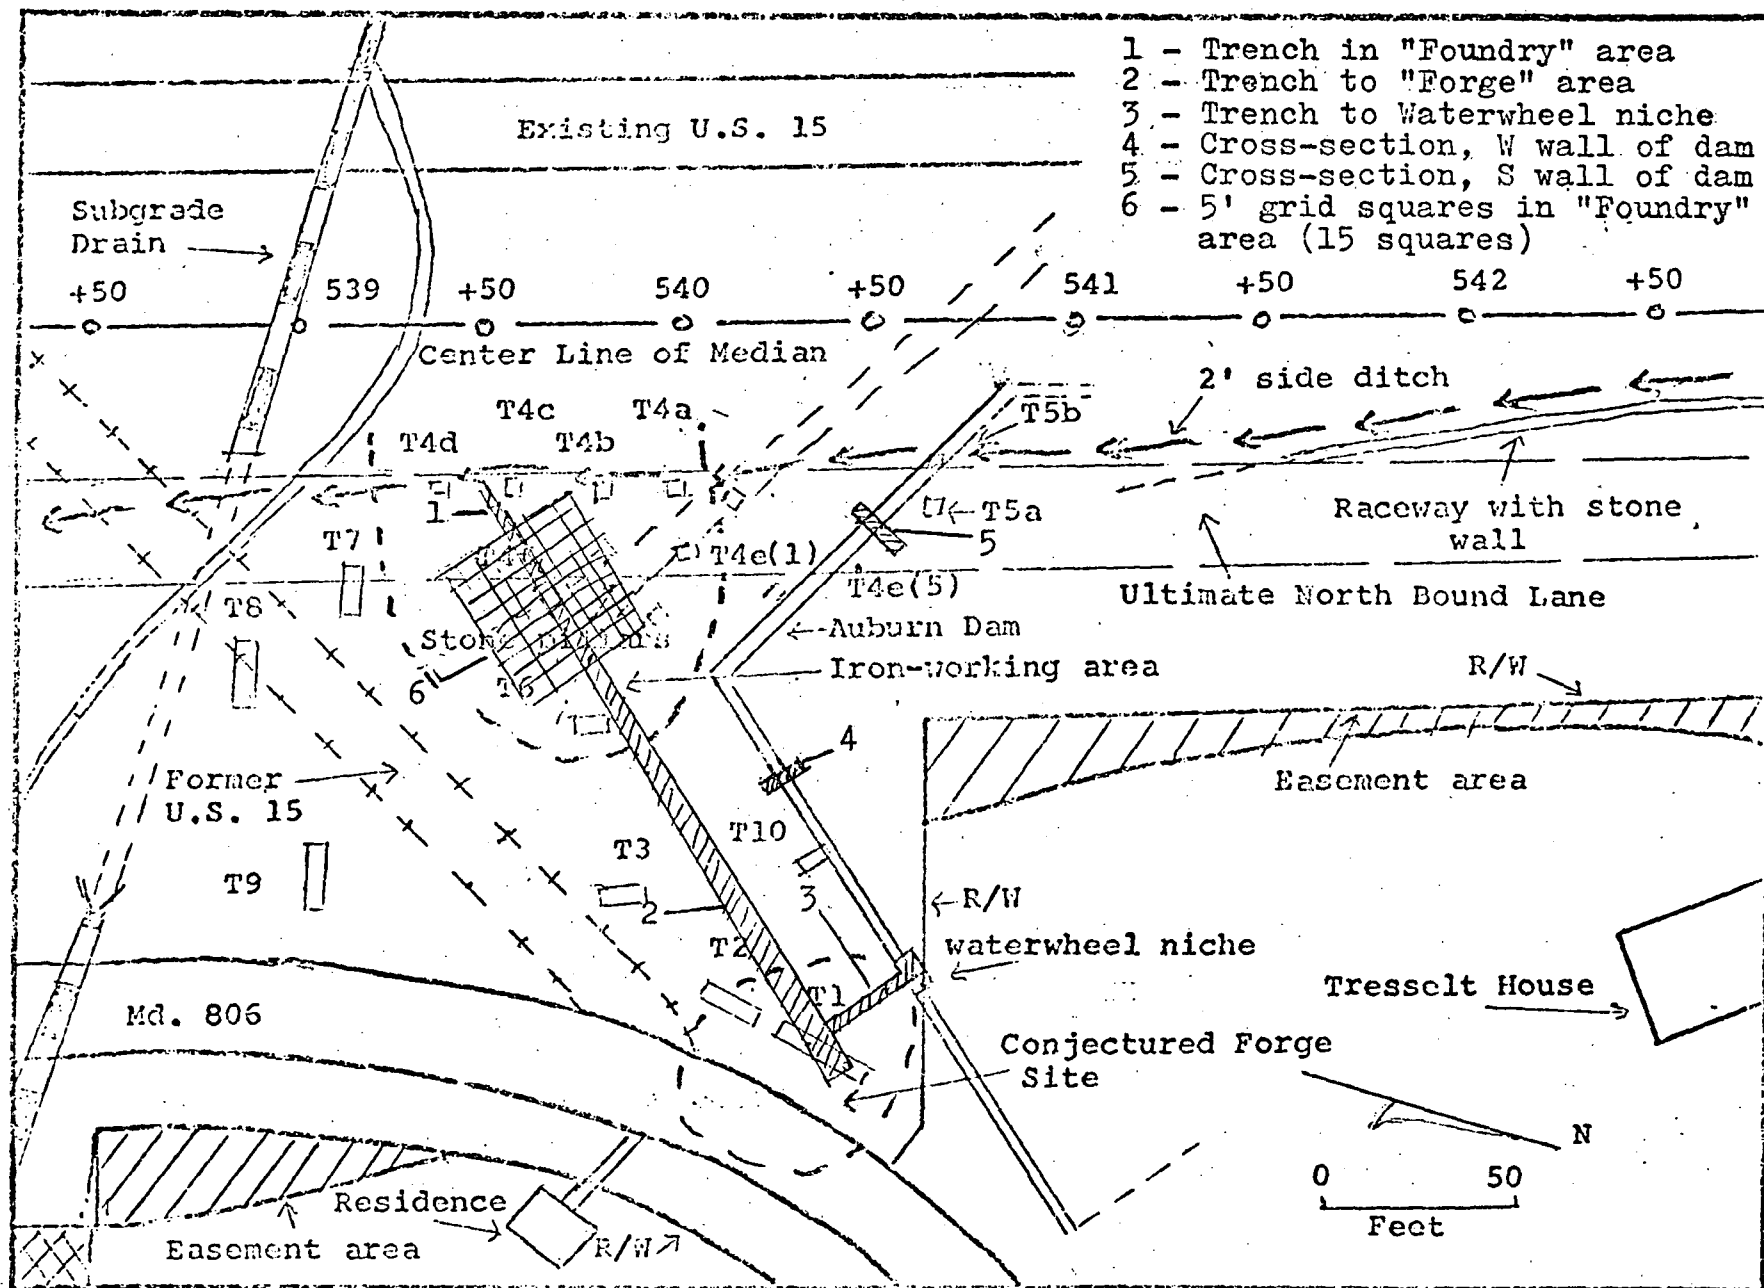 1 - Trench in "Foundry" area
2 - Trench to "Forge" area
3 - Trench to Waterwheel niche
4 - Cross-section, W wall of dam
5 - Cross-section, S wall of dam
6 - 5' grid squares in "Foundry"
area (15 squares)
Existing U.S. 15
Subgrade
Drain
+50
539
+50
540
+50
541
+50
542
+50
Center Line of Median
2' side ditch
T4c
T4a
T5b
T4d
T4b
1
T5a
5
Raceway with stone
wall
T7
T4e(1)
T4e(5)
Ultimate North Bound Lane
T8
Auburn Dam
Stone
Iron-working area
R/W
6
T6
4
Easement area
Former
U.S. 15
T10
T3
T9
3
2
R/W
T2
waterwheel niche
T1
Tresselt House
Md. 806
Conjectured Forge
Site
N
0 50
Feet
Residence
Easement area
R/W